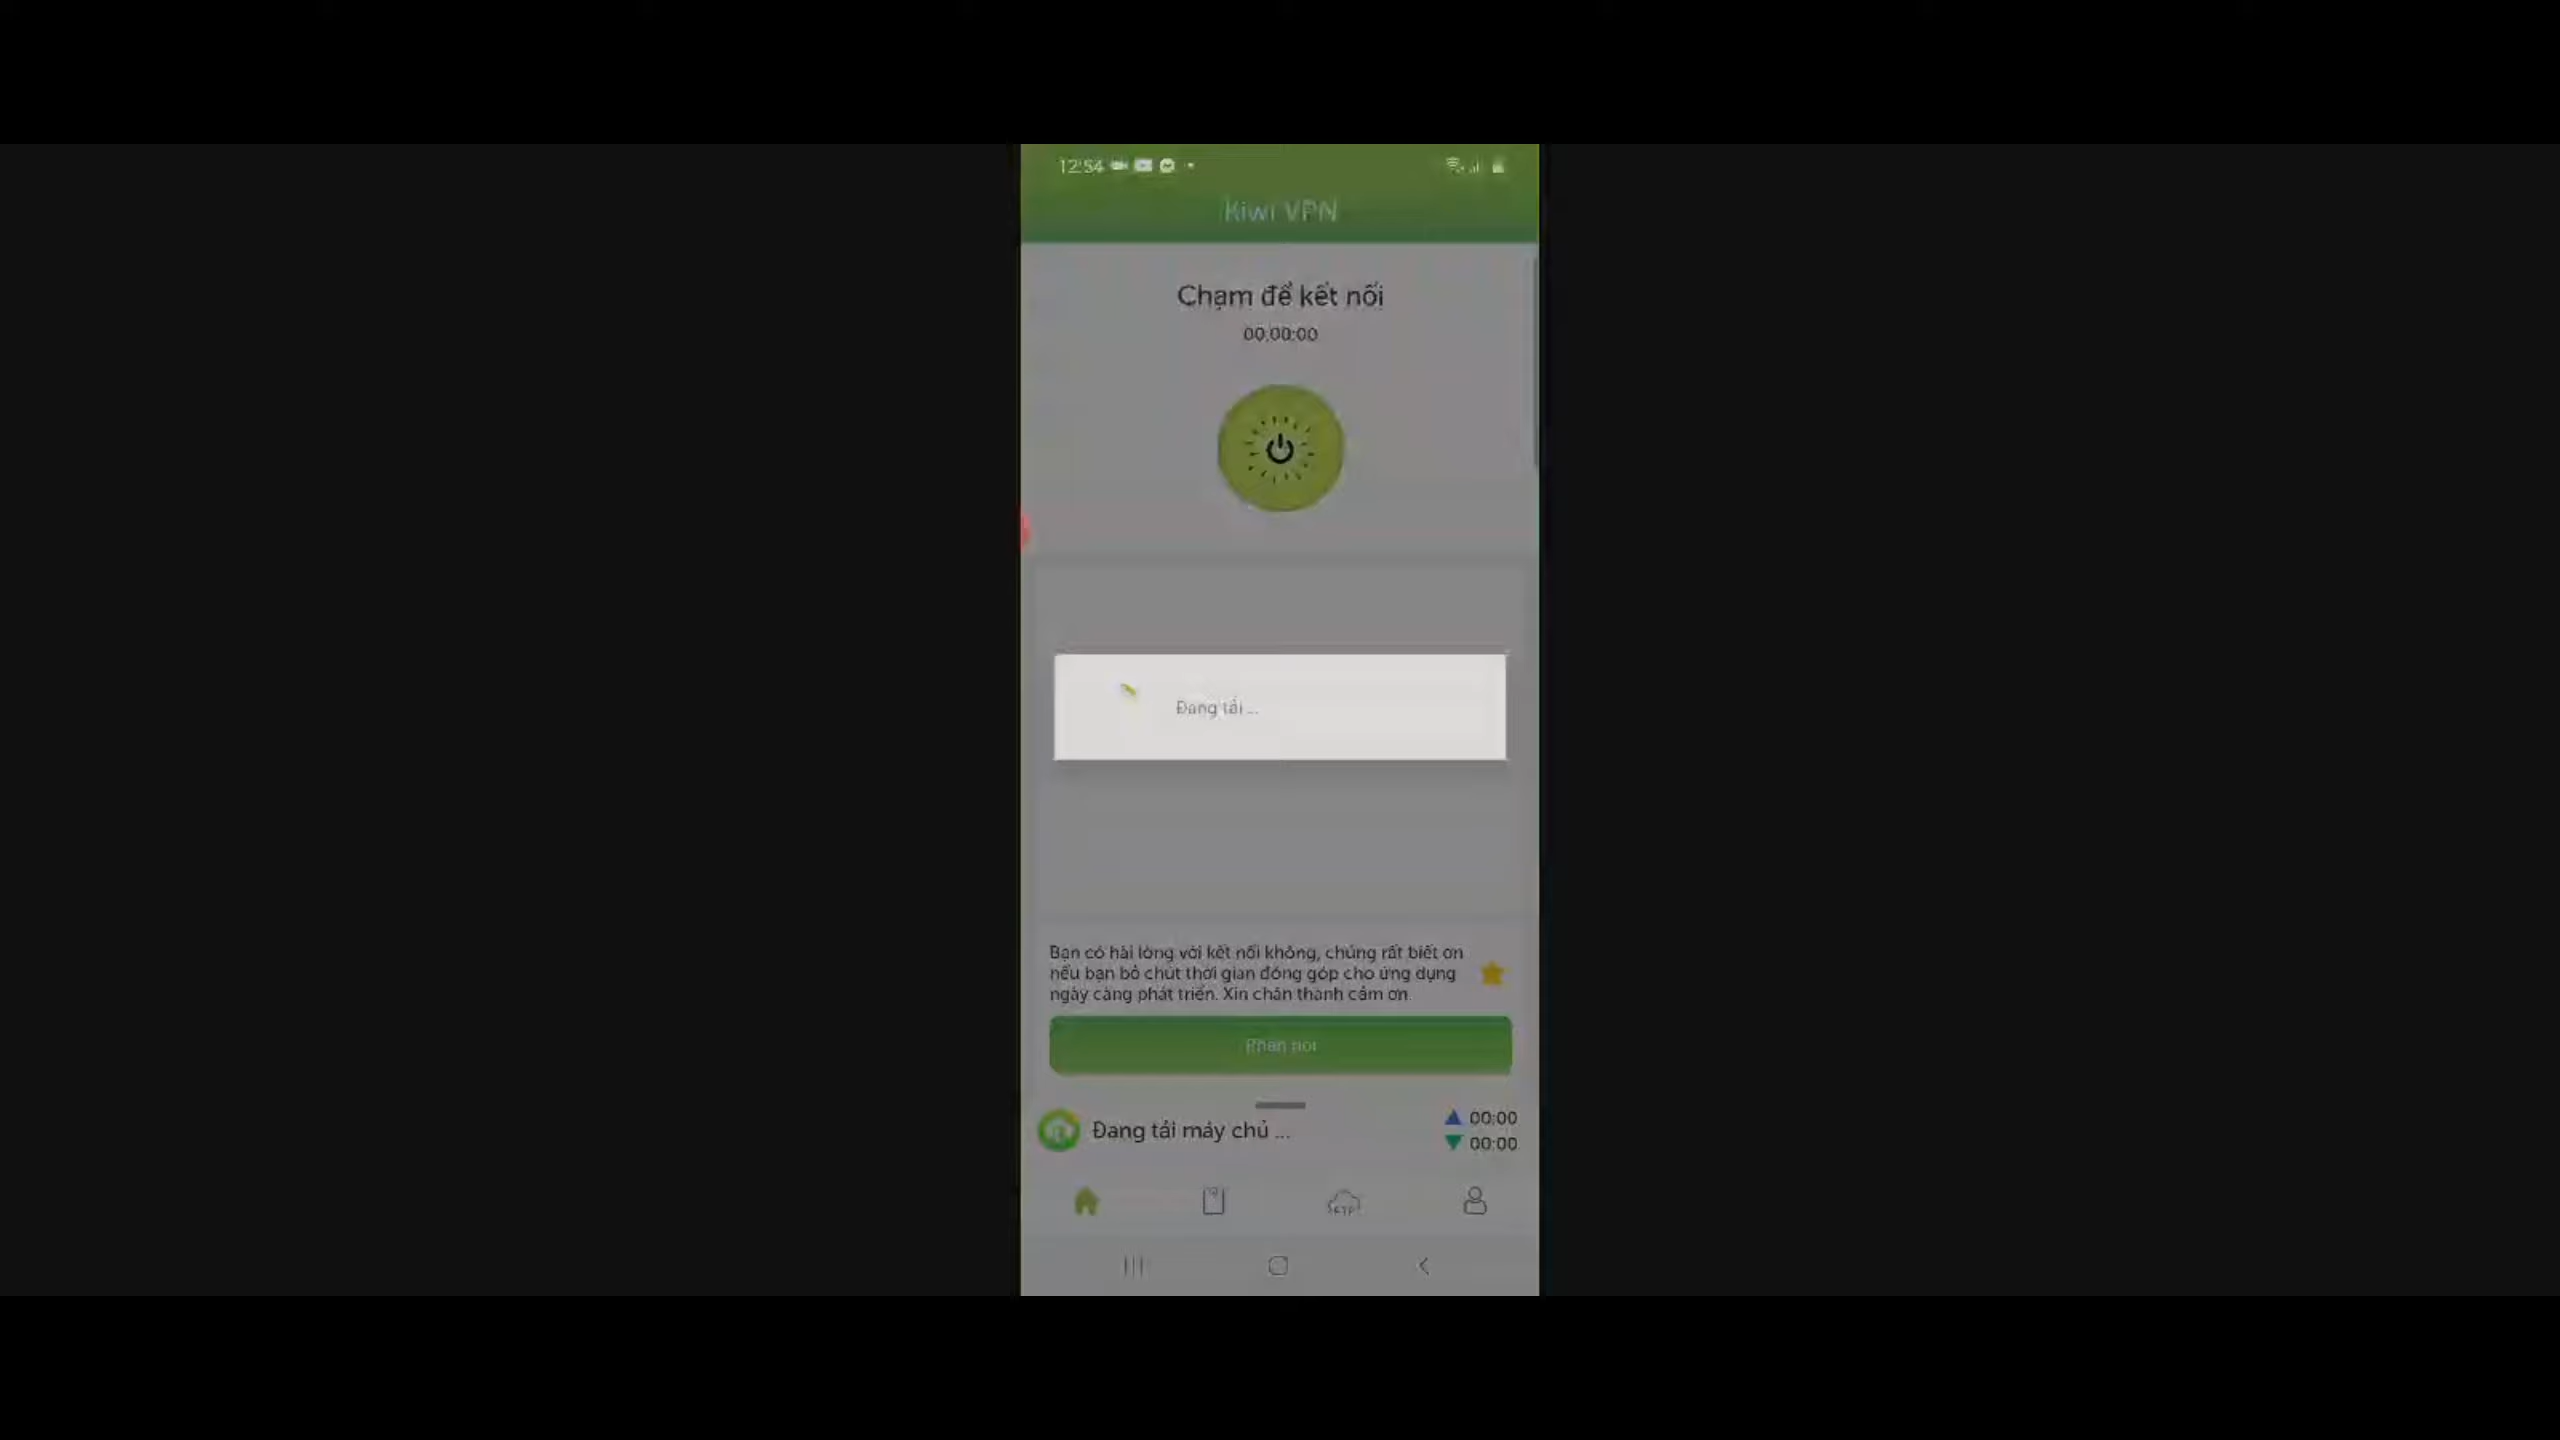 12:54
Kiwi VPN
Chạm để kết nối
00:00:00
Đang tải ...
Bạn có hài lòng với kết nối không, chúng rất biết ơn
nếu bạn bỏ chút thời gian đóng góp cho ứng dụng
ngày càng phát triển. Xin chân thành cảm ơn.
Đang tải máy chủ ...
00:00
00:00